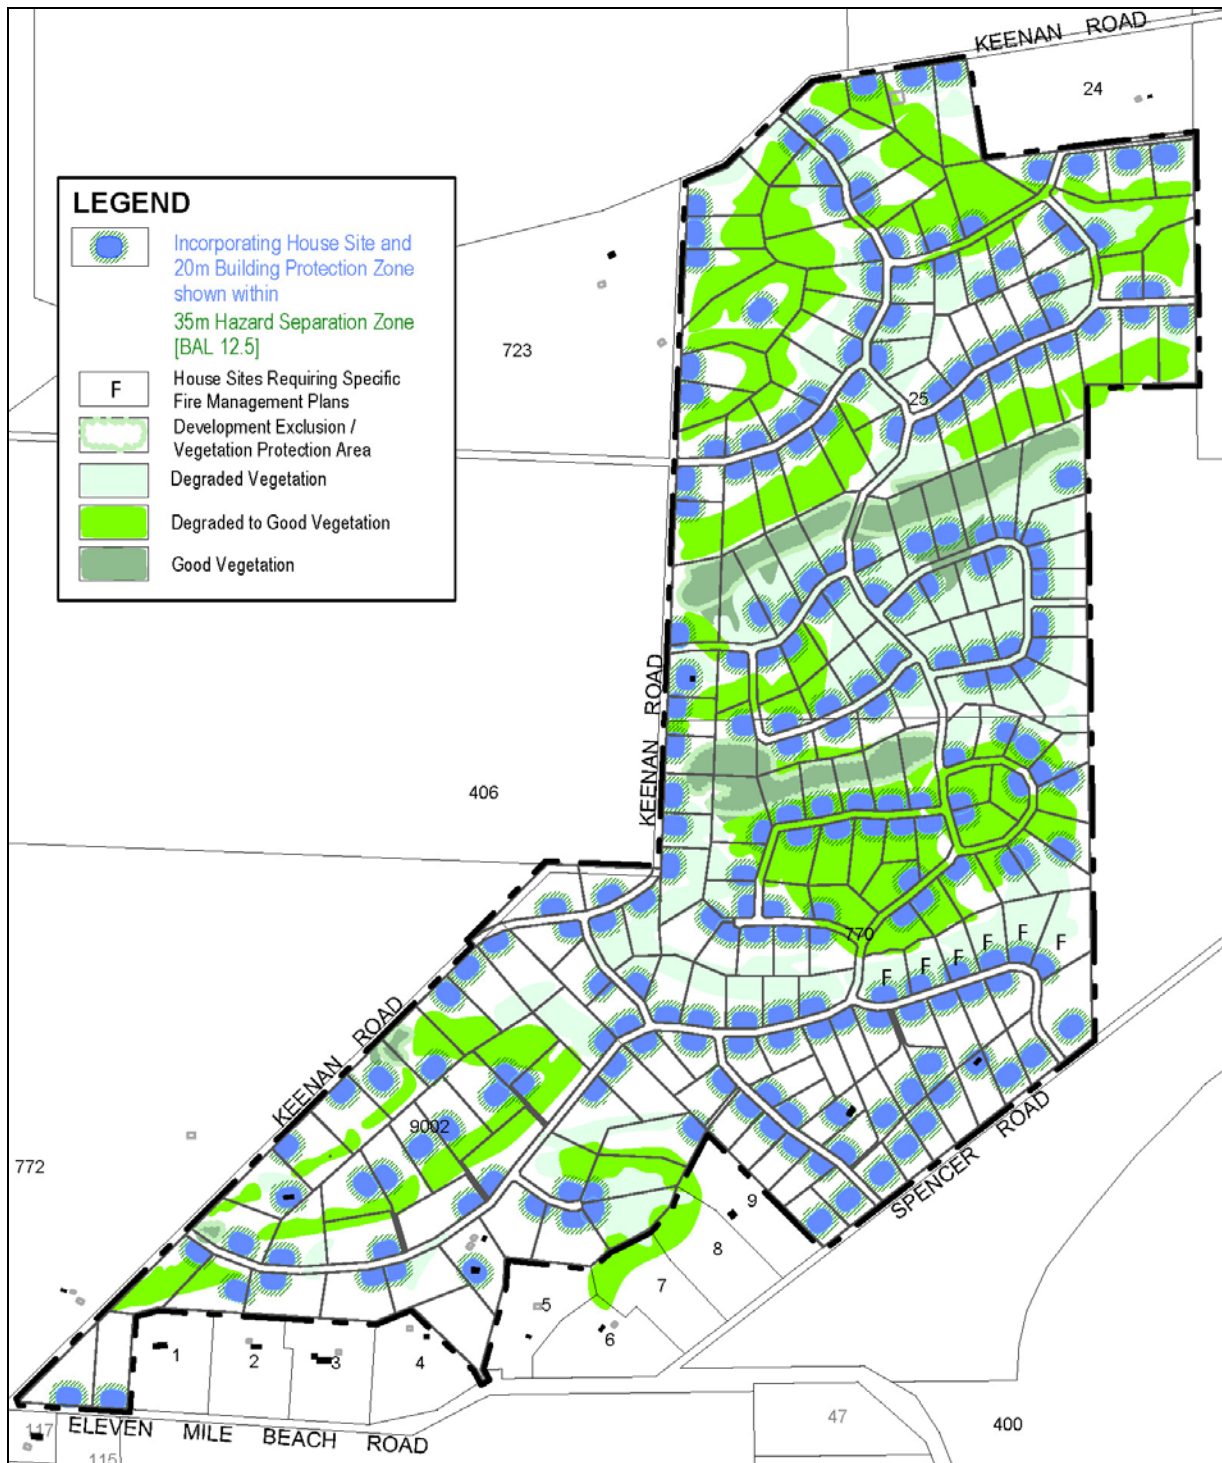 KEENAN ROAD
24
LEGEND
Incorporating House Site and
20m Building Protection Zone
shown within
35m Hazard Separation Zone
[BAL 12.5]
F
House Sites Requiring Specific
Fire Management Plans
Development Exclusion /
Vegetation Protection Area
Degraded Vegetation
Degraded to Good Vegetation
Good Vegetation
723
25
KEENAN ROAD
406
770
F
F
F
F
F
F
KEENAN ROAD
9002
772
SPENCER ROAD
9
8
7
5
6
1
2
3
4
ELEVEN MILE BEACH ROAD
117
115
47
400